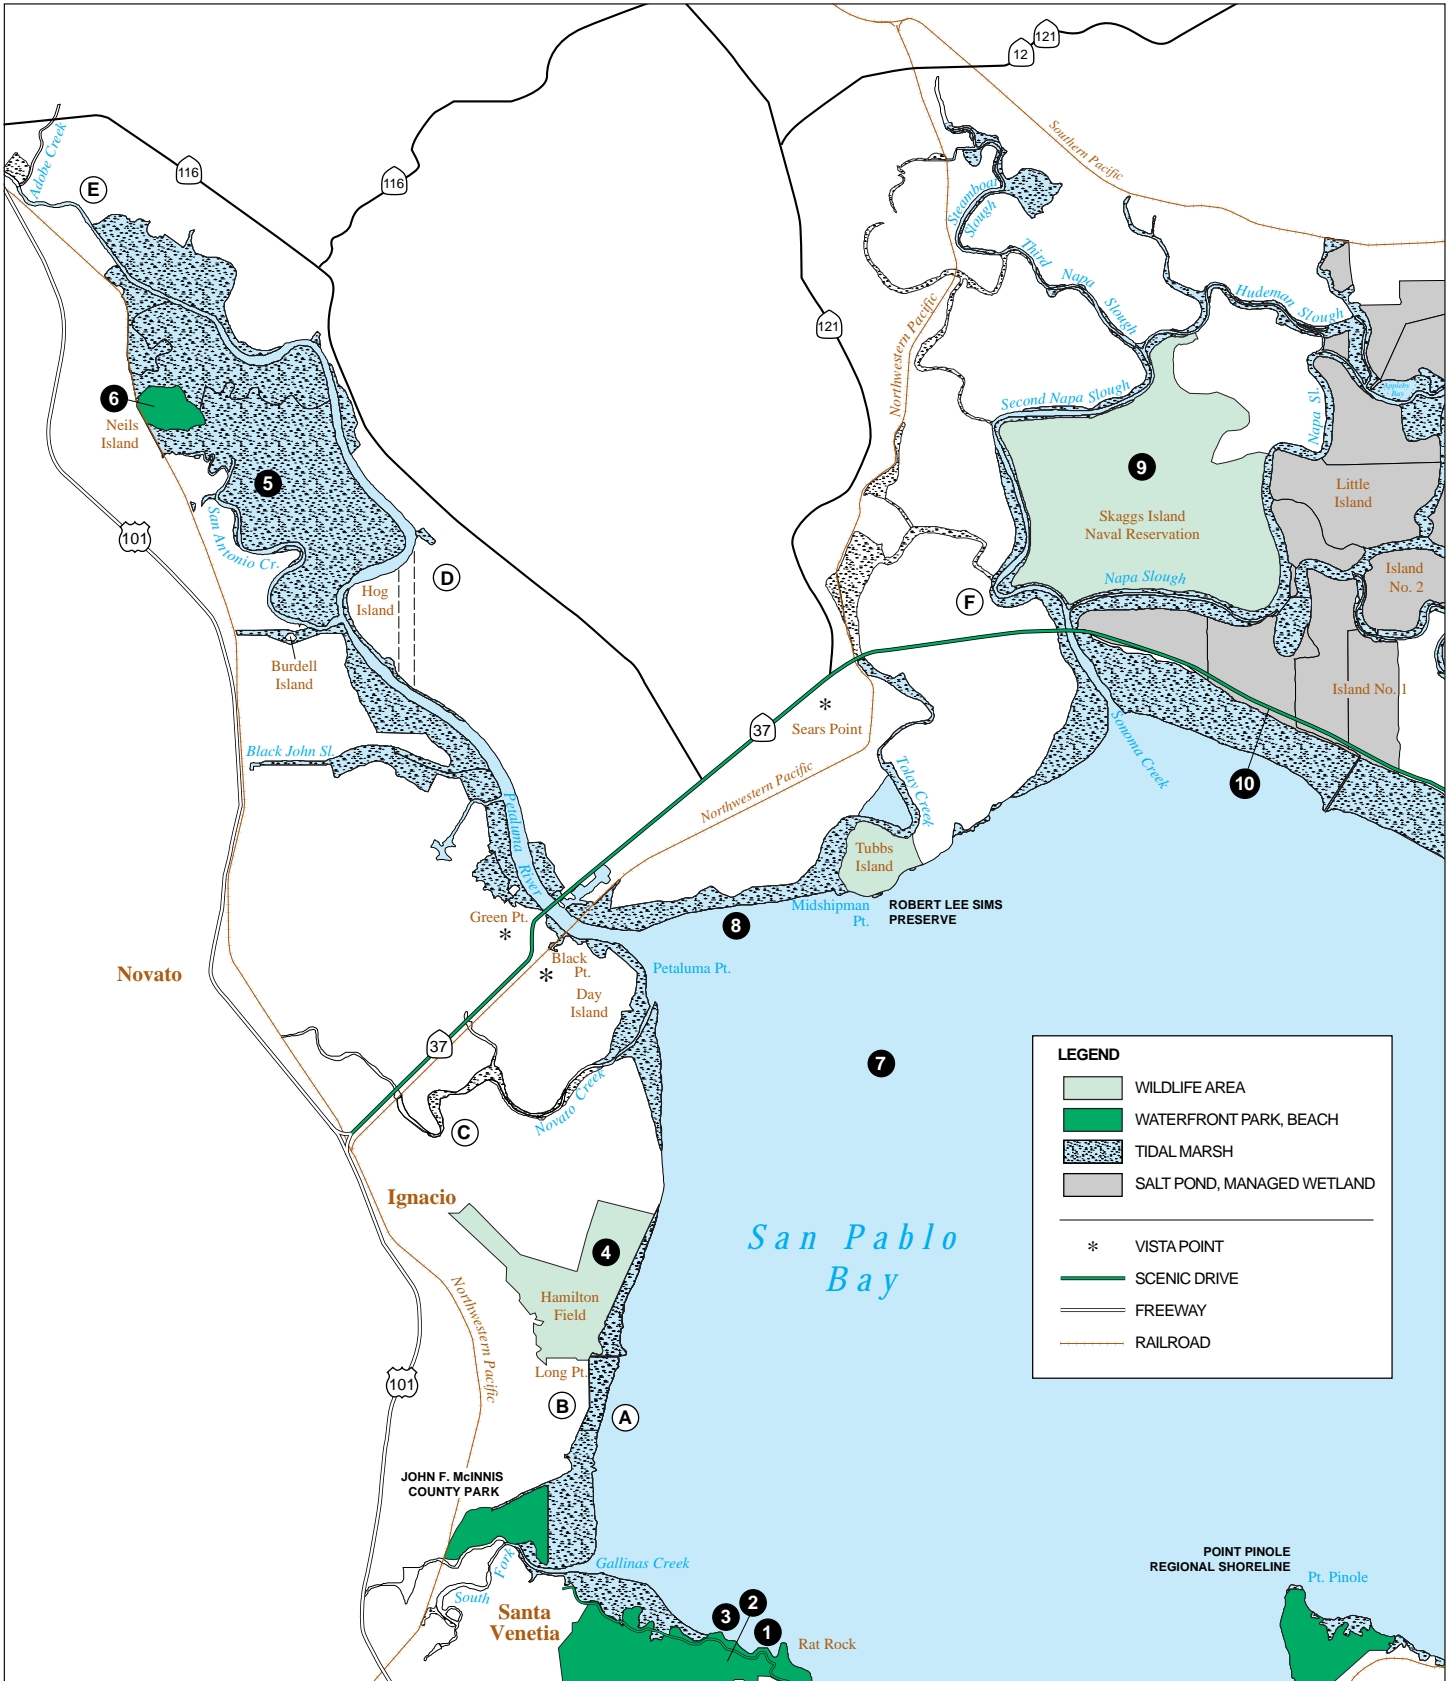 121
12
Adobe Creek
E
116
116
Southern Pacific
Steamboat
Slough
Third
Napa
Slough
Hudeman
Slough
121
Northwestern Pacific
Appleby
Bay
6
Neils
Island
Second Napa Slough
Napa Sl.
5
9
Little
Island
101
San Antonio Cr.
Skaggs Island
Naval Reservation
D
Napa Slough
Island
No. 2
Hog
Island
F
Burdell
Island
Island No. 1
Sears Point
37
Black John Sl.
Sonoma Creek
Tolay Creek
10
Northwestern Pacific
Petaluma
River
Tubbs
Island
Midshipman
Pt.
ROBERT LEE SIMS
PRESERVE
Green Pt.
8
Black
Pt.
Petaluma Pt.
Novato
Day
Island
37
7
Novato Creek
C
LEGEND
WILDLIFE AREA
WATERFRONT PARK, BEACH
TIDAL MARSH
SALT POND, MANAGED WETLAND
* VISTA POINT
SCENIC DRIVE
FREEWAY
RAILROAD
Ignacio
San Pablo
Bay
4
Hamilton
Field
Northwestern Pacific
Long Pt.
101
B
A
JOHN F. McINNIS
COUNTY PARK
Gallinas Creek
South
Fork
POINT PINOLE
REGIONAL SHORELINE
Pt. Pinole
Santa
Venetia
3
2
1
Rat Rock